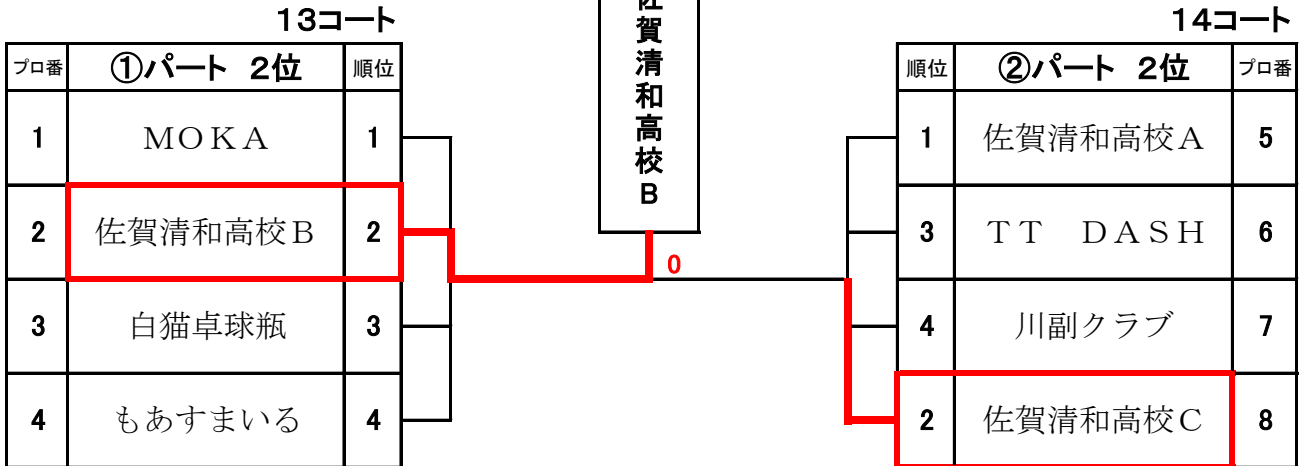 13コート
プロ番 ①パート 2位 順位
1 MOKA 1
2 佐賀清和高校B 2
3 白猫卓球瓶 3
4 もあすまいる 4
佐賀清和高校B
0
14コート
順位 ②パート 2位 プロ番
1 佐賀清和高校A 5
3 TT DASH 6
4 川副クラブ 7
2 佐賀清和高校C 8